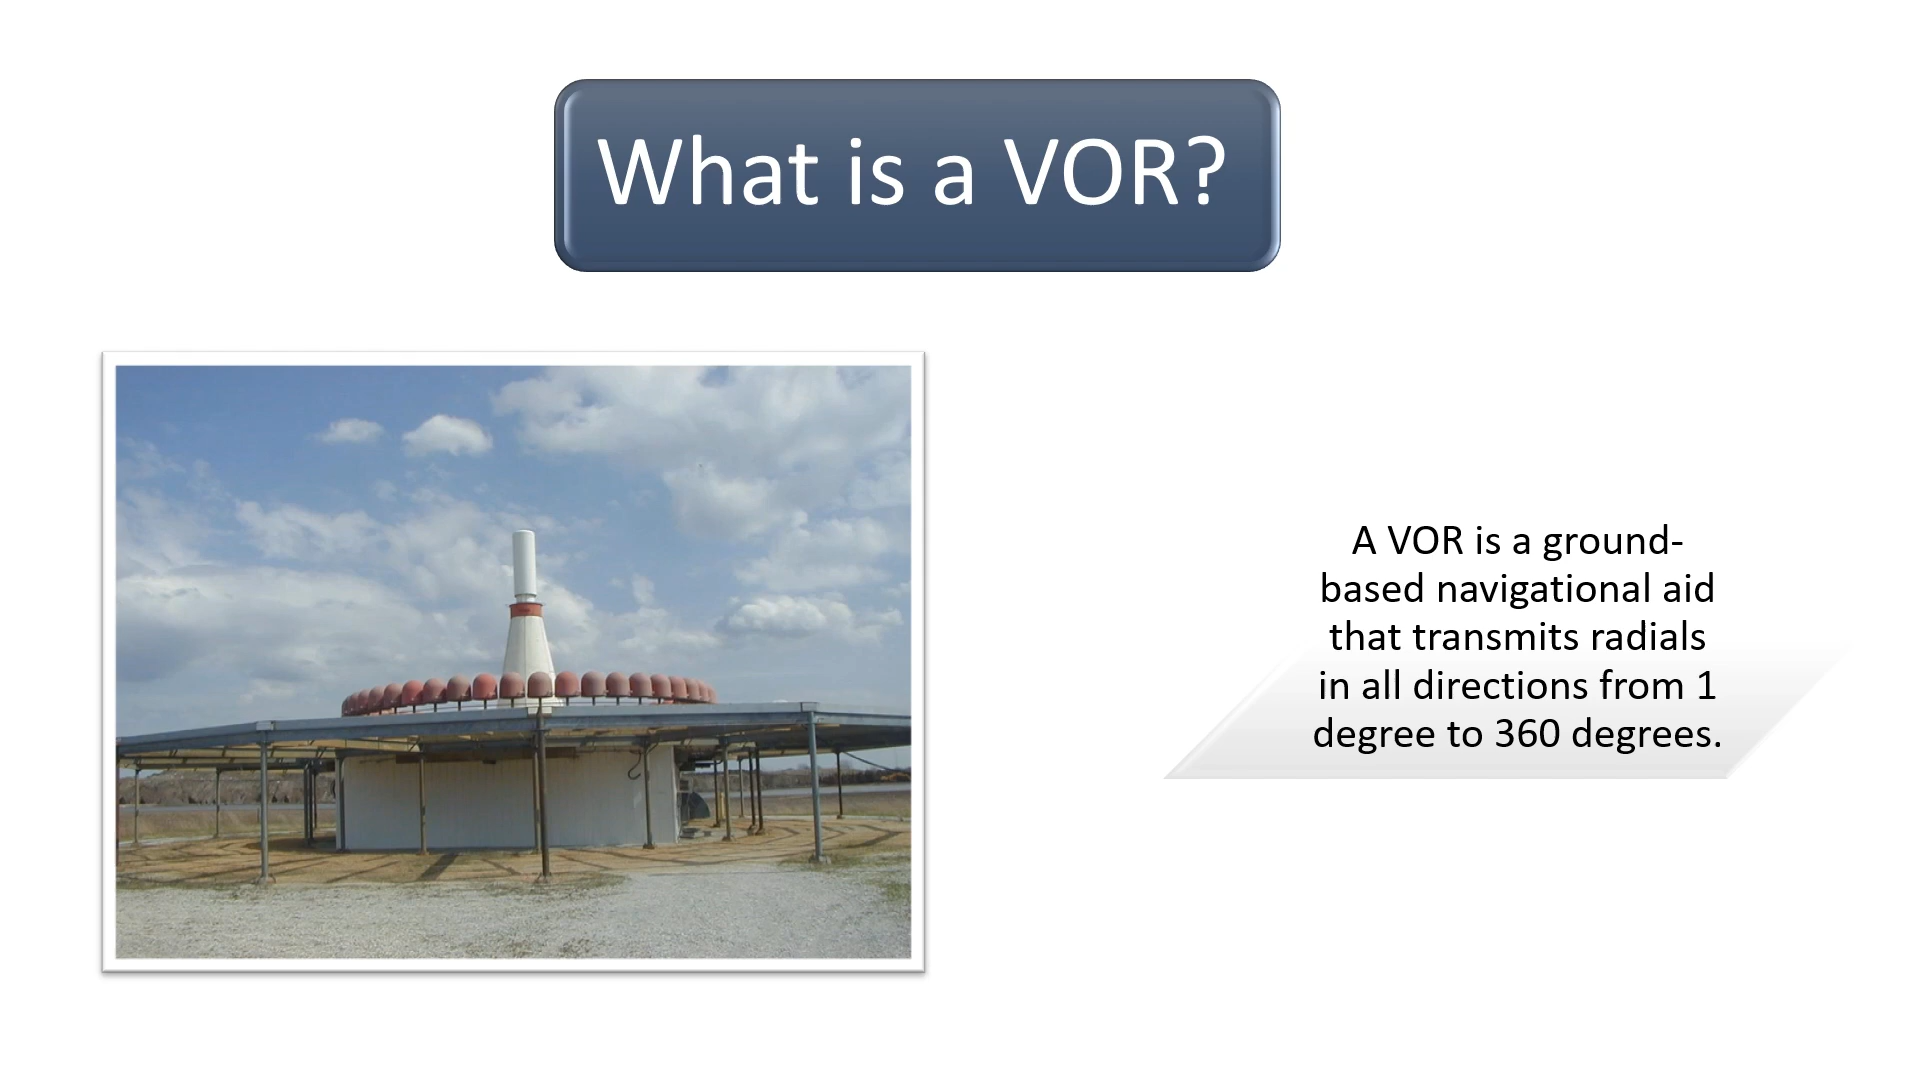 What is a VOR?
A VOR is a ground-
based navigational aid
that transmits radials
in all directions from 1
degree to 360 degrees.